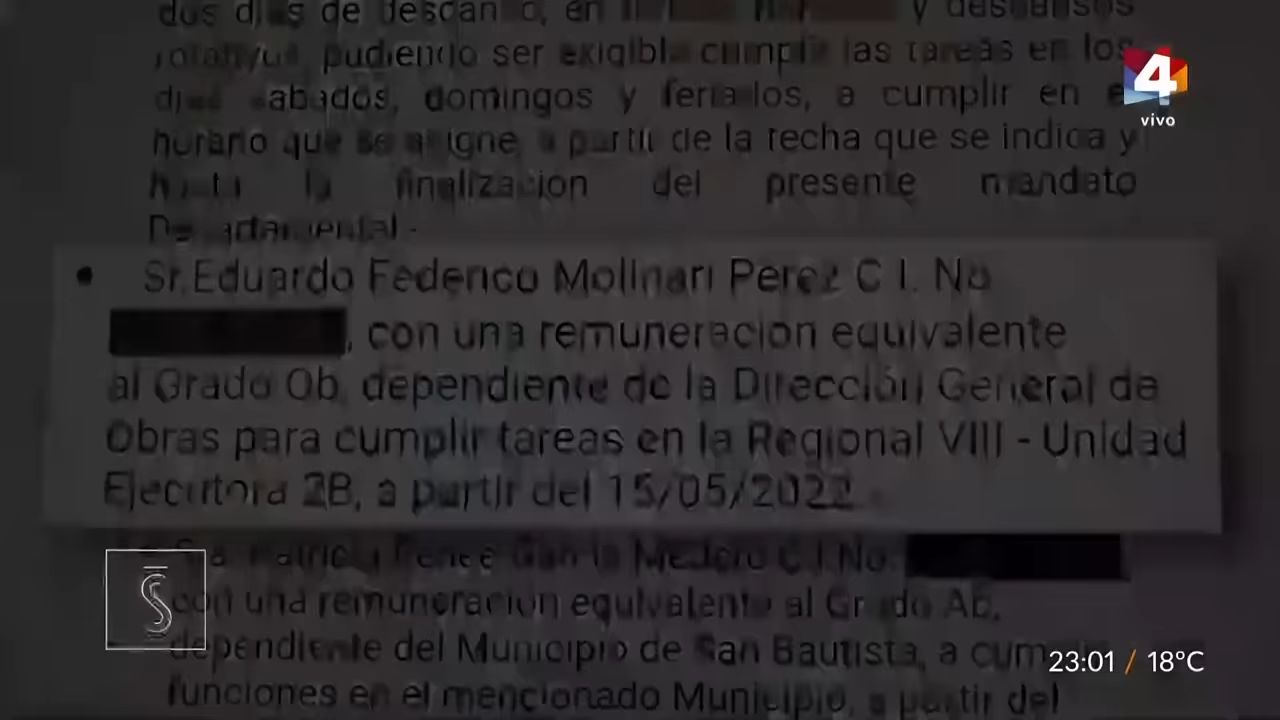 dos días de descanso, en y descansos
rotativos, pudiendo ser exigible cumplir las tareas en los
días sabados, domingos y feriados, a cumplir en el
horario que se asigne, a partir de la fecha que se indica y
hasta la finalizacion del presente mandato
Departamental.-
• Sr.Eduardo Federico Molinari Perez C.I. No
, con una remuneracion equivalente
al Grado Ob, dependiente de la Dirección General de
Obras para cumplir tareas en la Regional VIII - Unidad
Ejecutora 2B, a partir del 15/05/2022.
Medero C.I.No.
con una remuneracion equivalente al Grado Ab,
dependiente del Municipio de San Bautista, a
funciones en el mencionado Municipio, a partir del
4
vivo
S
23:01 / 18°C